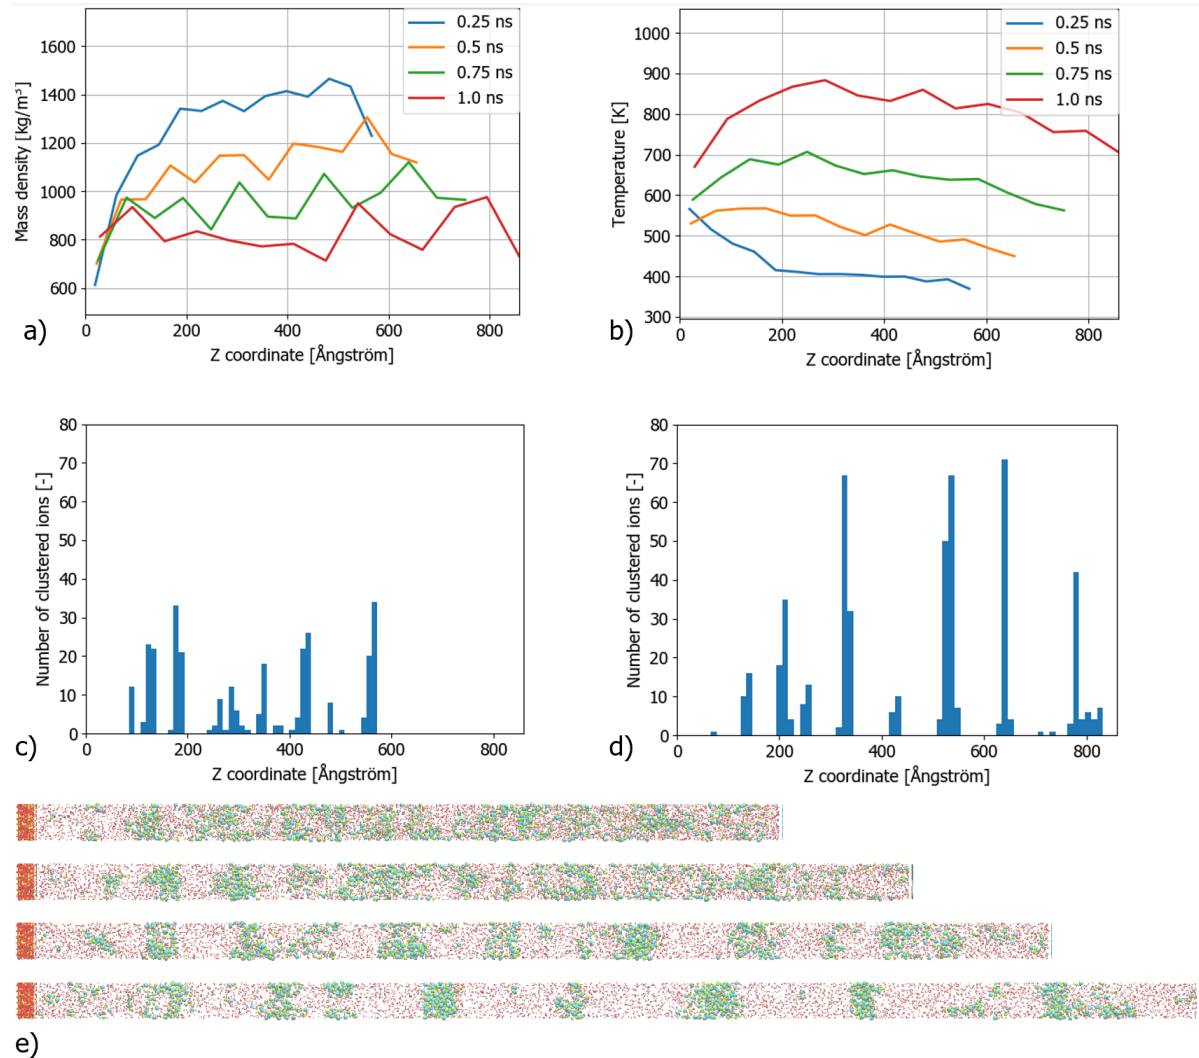 1600
1400
1200
1000
800
600
0
200
400
600
800
Mass density [kg/m³]
Z coordinate [Ångström]
0.25 ns
0.5 ns
0.75 ns
1.0 ns
a)
1000
900
800
700
600
500
400
300
0
200
400
600
800
Temperature [K]
Z coordinate [Ångström]
0.25 ns
0.5 ns
0.75 ns
1.0 ns
b)
80
70
60
50
40
30
20
10
0
0
200
400
600
800
Number of clustered ions [-]
Z coordinate [Ångström]
c)
80
70
60
50
40
30
20
10
0
0
200
400
600
800
Number of clustered ions [-]
Z coordinate [Ångström]
d)
e)